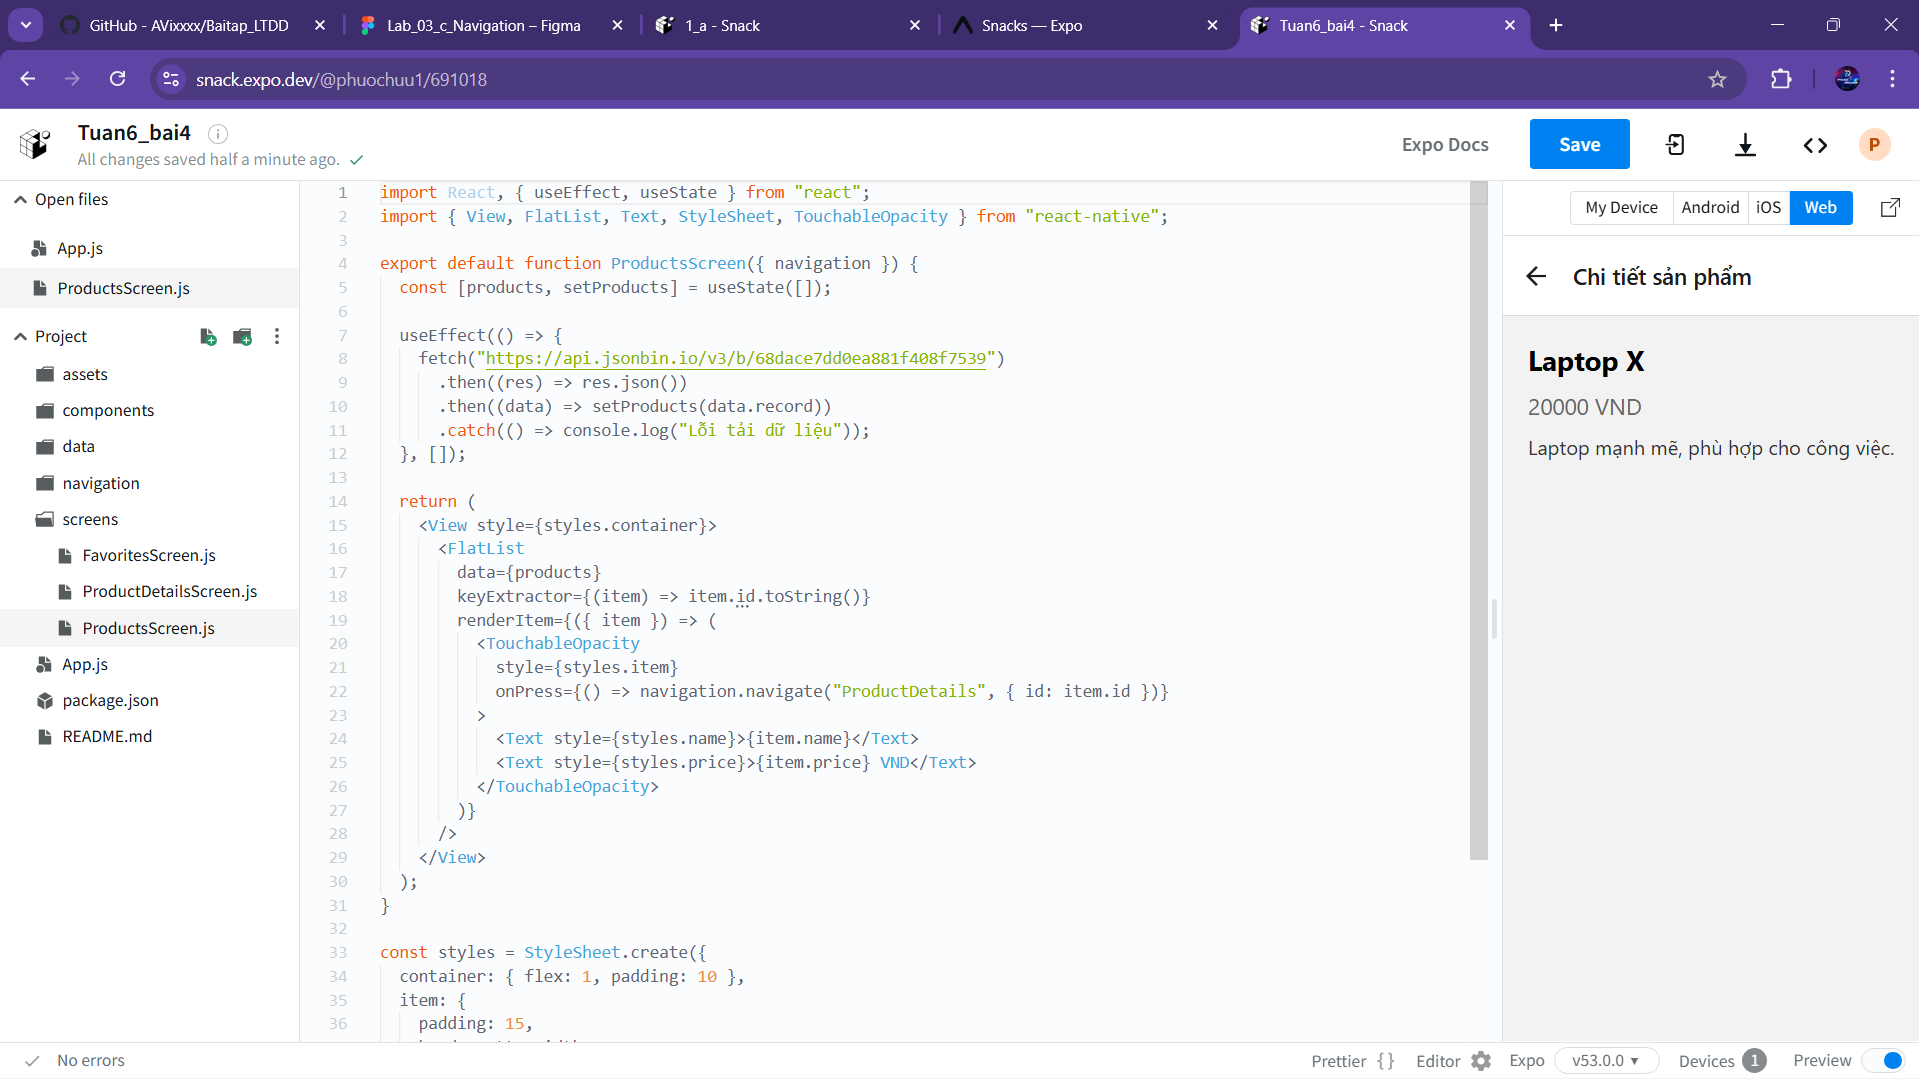 GitHub - AVixxxx/Baitap_LTDD
Lab_03_c_Navigation – Figma
1_a - Snack
Snacks — Expo
Tuan6_bai4 - Snack
snack.expo.dev/@phuochuu1/691018
Tuan6_bai4
All changes saved half a minute ago.
Expo Docs
Save
P
Open files
App.js
ProductsScreen.js
Project
assets
components
data
navigation
screens
FavoritesScreen.js
ProductDetailsScreen.js
ProductsScreen.js
App.js
package.json
README.md
1 import React, { useEffect, useState } from "react";
2 import { View, FlatList, Text, StyleSheet, TouchableOpacity } from "react-native";
3
4 export default function ProductsScreen({ navigation }) {
5 const [products, setProducts] = useState([]);
6
7 useEffect(() => {
8 fetch("https://api.jsonbin.io/v3/b/68dace7dd0ea881f408f7539")
9 .then((res) => res.json())
10 .then((data) => setProducts(data.record))
11 .catch(() => console.log("Lỗi tải dữ liệu"));
12 }, []);
13
14 return (
15 <View style={styles.container}>
16 <FlatList
17 data={products}
18 keyExtractor={(item) => item.id.toString()}
19 renderItem={({ item }) => (
20 <TouchableOpacity
21 style={styles.item}
22 onPress={() => navigation.navigate("ProductDetails", { id: item.id })}
23 >
24 <Text style={styles.name}>{item.name}</Text>
25 <Text style={styles.price}>{item.price} VND</Text>
26 </TouchableOpacity>
27 )}
28 />
29 </View>
30 );
31 }
32
33 const styles = StyleSheet.create({
34 container: { flex: 1, padding: 10 },
35 item: {
36 padding: 15,
My Device
Android
iOS
Web
Chi tiết sản phẩm
Laptop X
20000 VND
Laptop mạnh mẽ, phù hợp cho công việc.
No errors
Prettier { }
Editor
Expo
v53.0.0
Devices 1
Preview